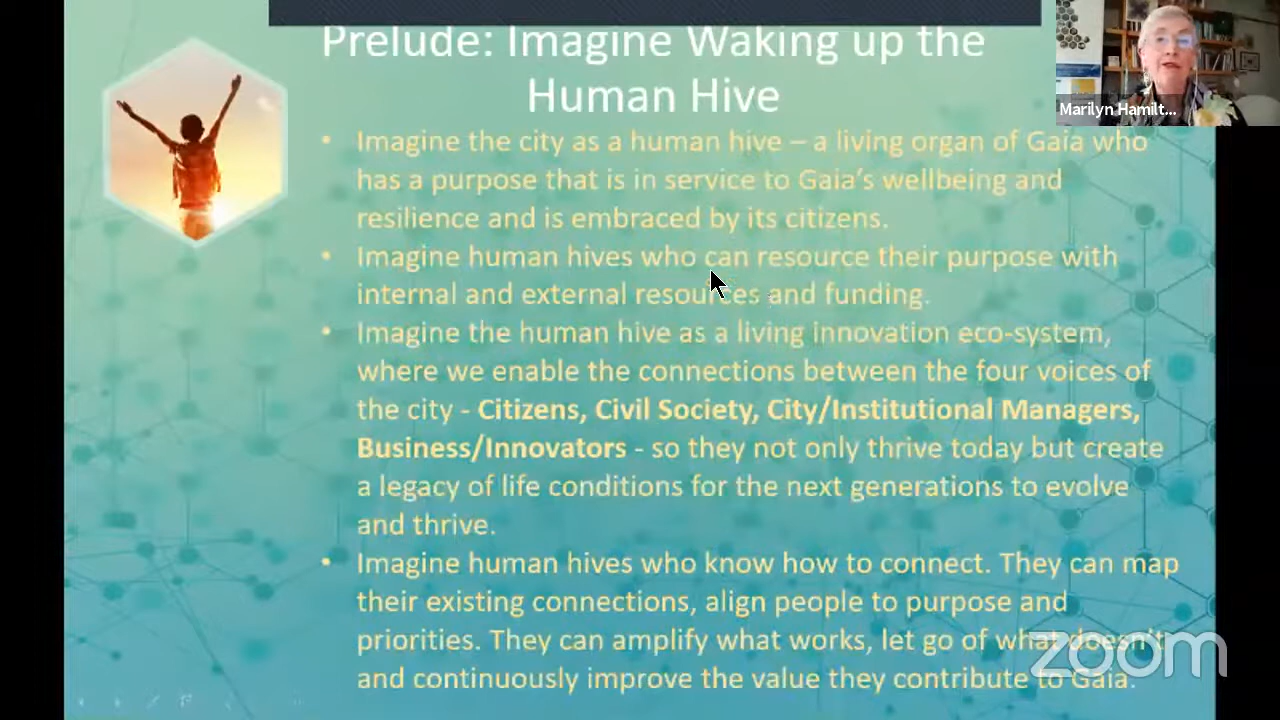 Prelude: Imagine Waking up the
Human Hive
Marilyn Hamilt...
• Imagine the city as a human hive – a living organ of Gaia who
has a purpose that is in service to Gaia's wellbeing and
resilience and is embraced by its citizens.
• Imagine human hives who can resource their purpose with
internal and external resources and funding.
• Imagine the human hive as a living innovation eco-system,
where we enable the connections between the four voices of
the city - Citizens, Civil Society, City/Institutional Managers,
Business/Innovators - so they not only thrive today but create
a legacy of life conditions for the next generations to evolve
and thrive.
• Imagine human hives who know how to connect. They can map
their existing connections, align people to purpose and
priorities. They can amplify what works, let go of what doesn't
and continuously improve the value they contribute to Gaia.
zoom